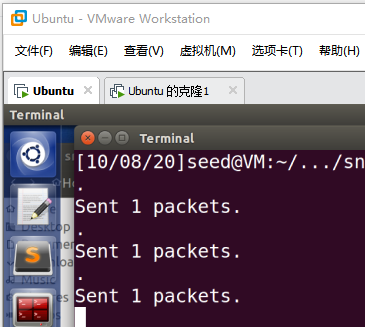 Ubuntu - VMware Workstation
文件(F) 编辑(E) 查看(V) 虚拟机(M) 选项卡(T) 帮助(H)
Ubuntu × Ubuntu 的克隆1 ×
Terminal
Terminal
[10/08/20]seed@VM:~/.../sn
.
Sent 1 packets.
.
Sent 1 packets.
.
Sent 1 packets.
Desktop
Music